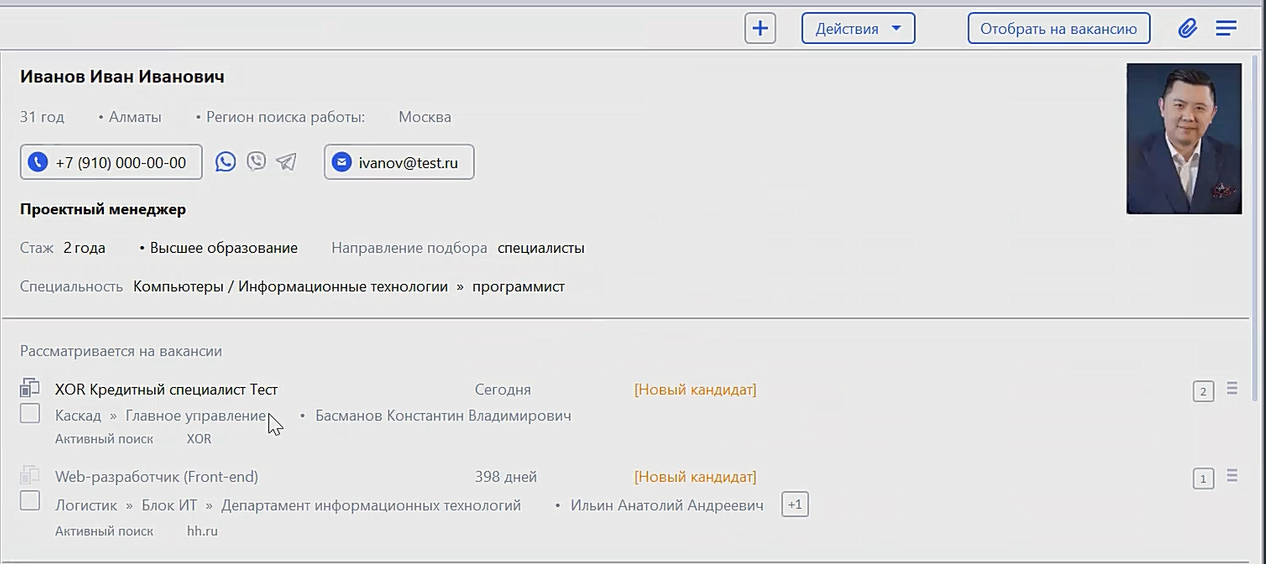 Действия Отобрать на вакансию
Иванов Иван Иванович
31 год • Алматы • Регион поиска работы: Москва
+7 (910) 000-00-00 ivanov@test.ru
Проектный менеджер
Стаж 2 года • Высшее образование Направление подбора специалисты
Специальность Компьютеры / Информационные технологии » программист
Рассматривается на вакансии
XOR Кредитный специалист Тест Сегодня [Новый кандидат] 2
Каскад » Главное управление • Басманов Константин Владимирович
Активный поиск XOR
Web-разработчик (Front-end) 398 дней [Новый кандидат] 1
Логистик » Блок ИТ » Департамент информационных технологий • Ильин Анатолий Андреевич +1
Активный поиск hh.ru